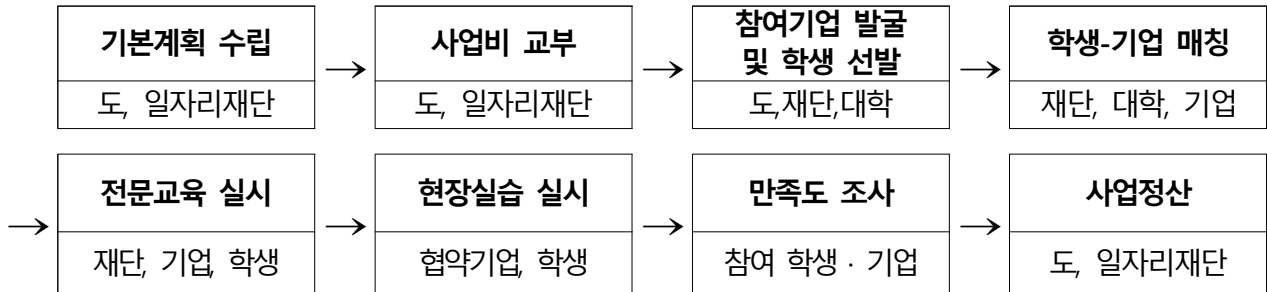 기본계획 수립
도, 일자리재단
→
사업비 교부
도, 일자리재단
→
참여기업 발굴
및 학생 선발
도,재단,대학
→
학생-기업 매칭
재단, 대학, 기업
→
전문교육 실시
재단, 기업, 학생
→
현장실습 실시
협약기업, 학생
→
만족도 조사
참여 학생 · 기업
→
사업정산
도, 일자리재단